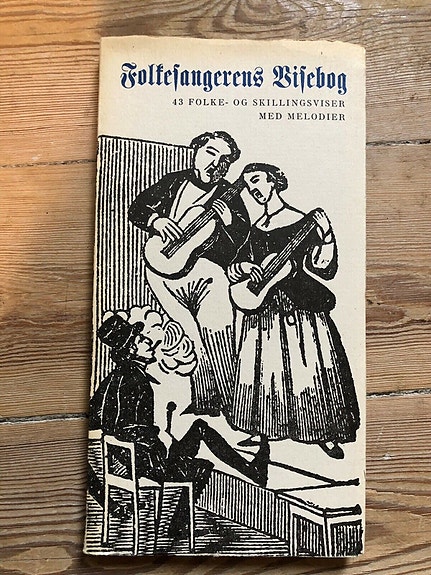 Folkesangerens Visebog
43 FOLKE- OG SKILLINGSVISER
MED MELODIER